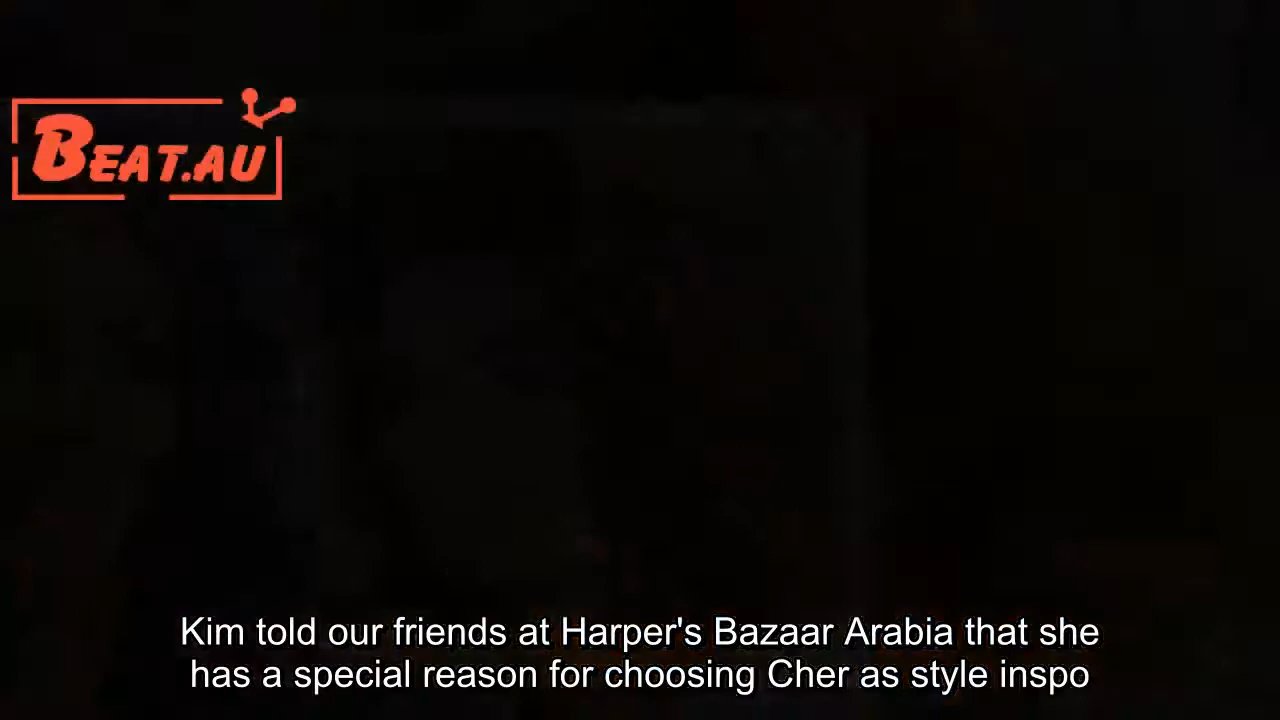 BEAT.AU
Kim told our friends at Harper's Bazaar Arabia that she
has a special reason for choosing Cher as style inspo